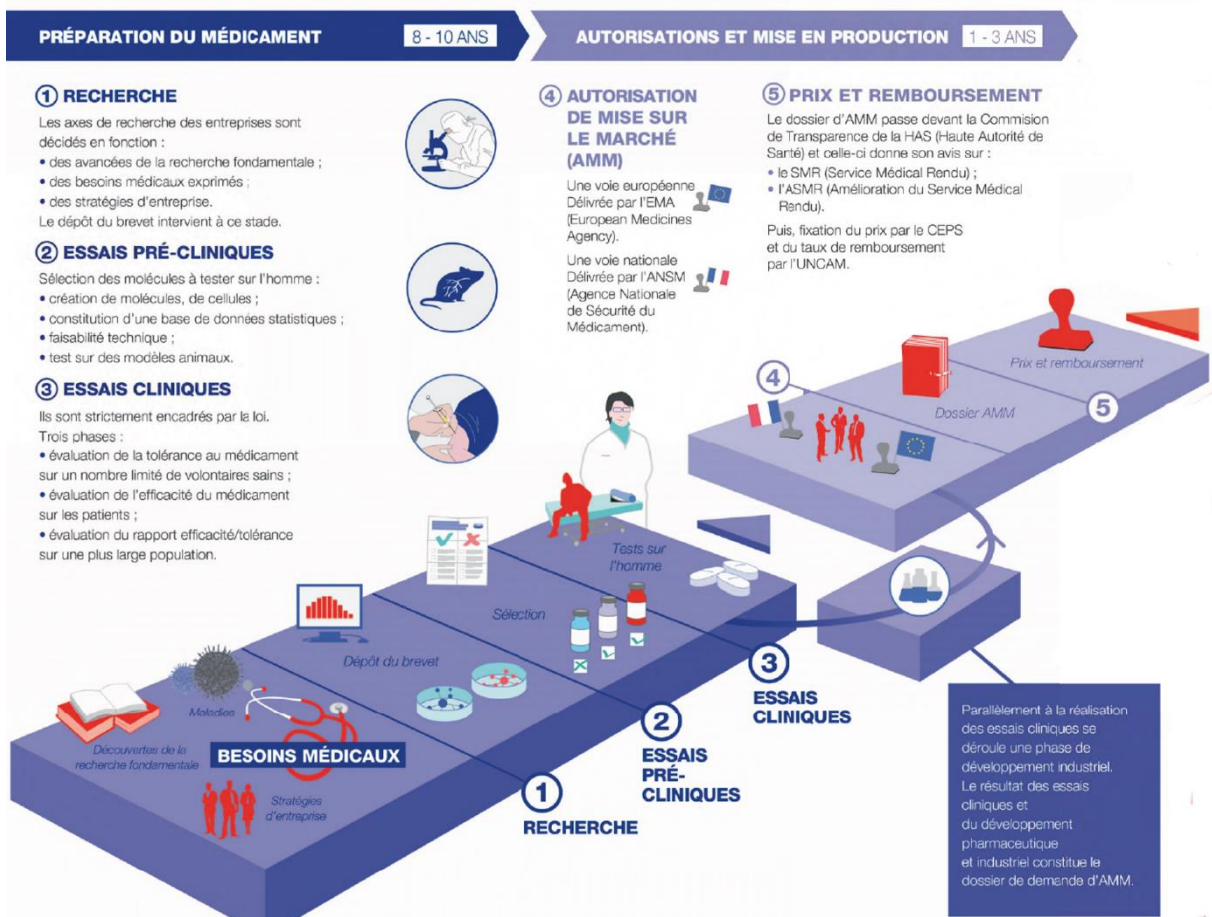 PRÉPARATION DU MÉDICAMENT
8 - 10 ANS
AUTORISATIONS ET MISE EN PRODUCTION
1 - 3 ANS
1 RECHERCHE
Les axes de recherche des entreprises sont
décidés en fonction :
• des avancées de la recherche fondamentale ;
• des besoins médicaux exprimés ;
• des stratégies d'entreprise.
Le dépôt du brevet intervient à ce stade.
2 ESSAIS PRÉ-CLINIQUES
Sélection des molécules à tester sur l'homme :
• création de molécules, de cellules ;
• constitution d'une base de données statistiques ;
• faisabilité technique ;
• test sur des modèles animaux.
3 ESSAIS CLINIQUES
Ils sont strictement encadrés par la loi.
Trois phases :
• évaluation de la tolérance au médicament
sur un nombre limité de volontaires sains ;
• évaluation de l'efficacité du médicament
sur les patients ;
• évaluation du rapport efficacité/tolérance
sur une plus large population.
4 AUTORISATION
DE MISE SUR
LE MARCHÉ
(AMM)
Une voie européenne
Délivrée par l'EMA
(European Medicines
Agency).
Une voie nationale
Délivrée par l'ANSM
(Agence Nationale
de Sécurité du
Médicament).
5 PRIX ET REMBOURSEMENT
Le dossier d'AMM passe devant la Commision
de Transparence de la HAS (Haute Autorité de
Santé) et celle-ci donne son avis sur :
• le SMR (Service Médical Rendu) ;
• l'ASMR (Amélioration du Service Médical
Rendu).
Puis, fixation du prix par le CEPS
et du taux de remboursement
par l'UNCAM.
Prix et remboursement
4
Dossier AMM
5
Tests sur
l'homme
Sélection
Dépôt du brevet
Maladies
Découvertes de la
recherche fondamentale
BESOINS MÉDICAUX
Stratégies
d'entreprise
3
ESSAIS
CLINIQUES
2
ESSAIS
PRÉ-
CLINIQUES
1
RECHERCHE
Parallèlement à la réalisation
des essais cliniques se
déroule une phase de
développement industriel.
Le résultat des essais
cliniques et
du développement
pharmaceutique
et industriel constitue le
dossier de demande d'AMM.